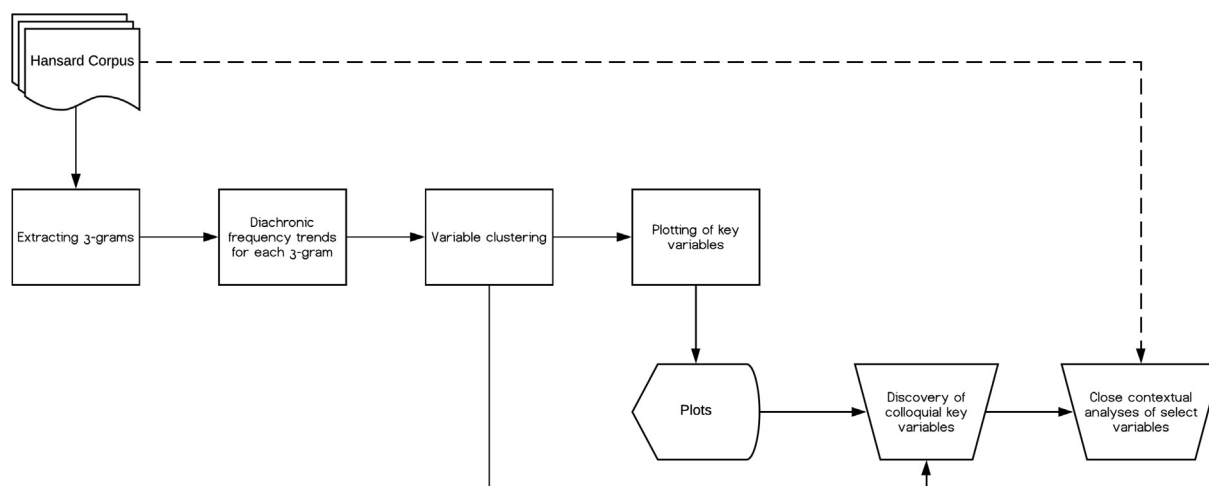 Hansard Corpus
Extracting 3-grams
Diachronic
frequency trends
for each 3-gram
Variable clustering
Plotting of key
variables
Plots
Discovery of
colloquial key
variables
Close contextual
analyses of select
variables